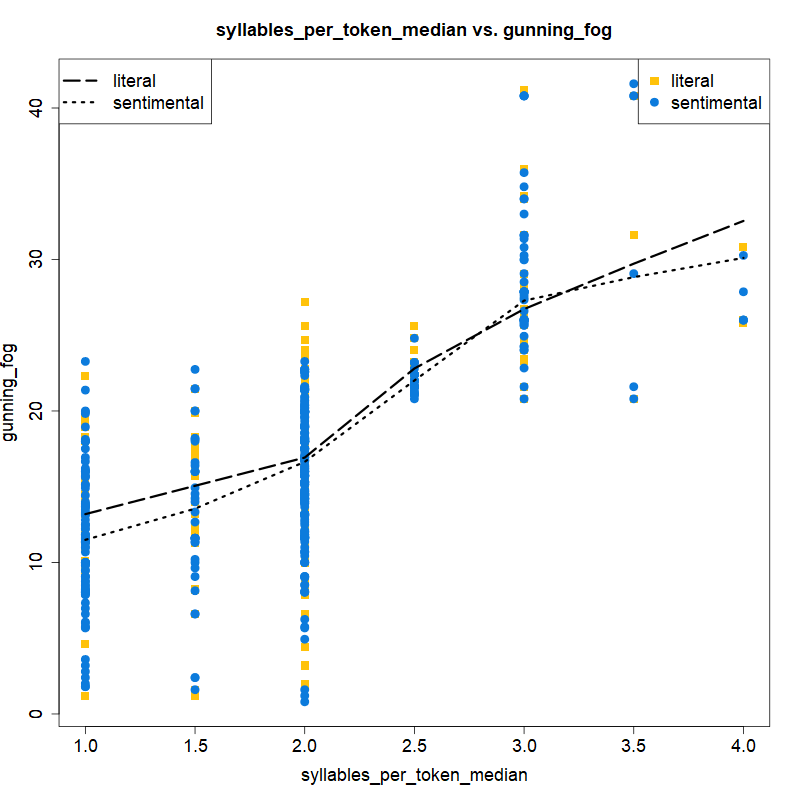 syllables_per_token_median vs. gunning_fog
literal
sentimental
literal
sentimental
gunning_fog
40
30
20
10
0
1.0 1.5 2.0 2.5 3.0 3.5 4.0
syllables_per_token_median